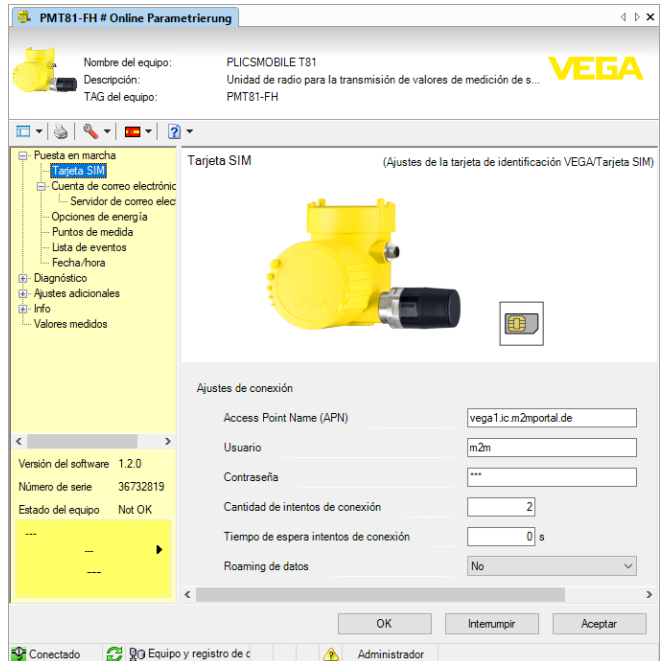 PMT81-FH # Online Parametrierung
Nombre del equipo: PLICSMOBILE T81
Descripción: Unidad de radio para la transmisión de valores de medición de s...
TAG del equipo: PMT81-FH
VEGA
Puesta en marcha
Tarjeta SIM
Cuenta de correo electrónic
Servidor de correo elec
Opciones de energía
Puntos de medida
Lista de eventos
Fecha/hora
Diagnóstico
Ajustes adicionales
Info
Valores medidos
Versión del software 1.2.0
Número de serie 36732819
Estado del equipo Not OK
---
---
---
Tarjeta SIM (Ajustes de la tarjeta de identificación VEGA/Tarjeta SIM)
VEGA
Ajustes de conexión
Access Point Name (APN) vega1.ic.m2mportal.de
Usuario m2m
Contraseña ***
Cantidad de intentos de conexión 2
Tiempo de espera intentos de conexión 0 s
Roaming de datos No
OK Interrumpir Aceptar
Conectado Equipo y registro de d Administrador